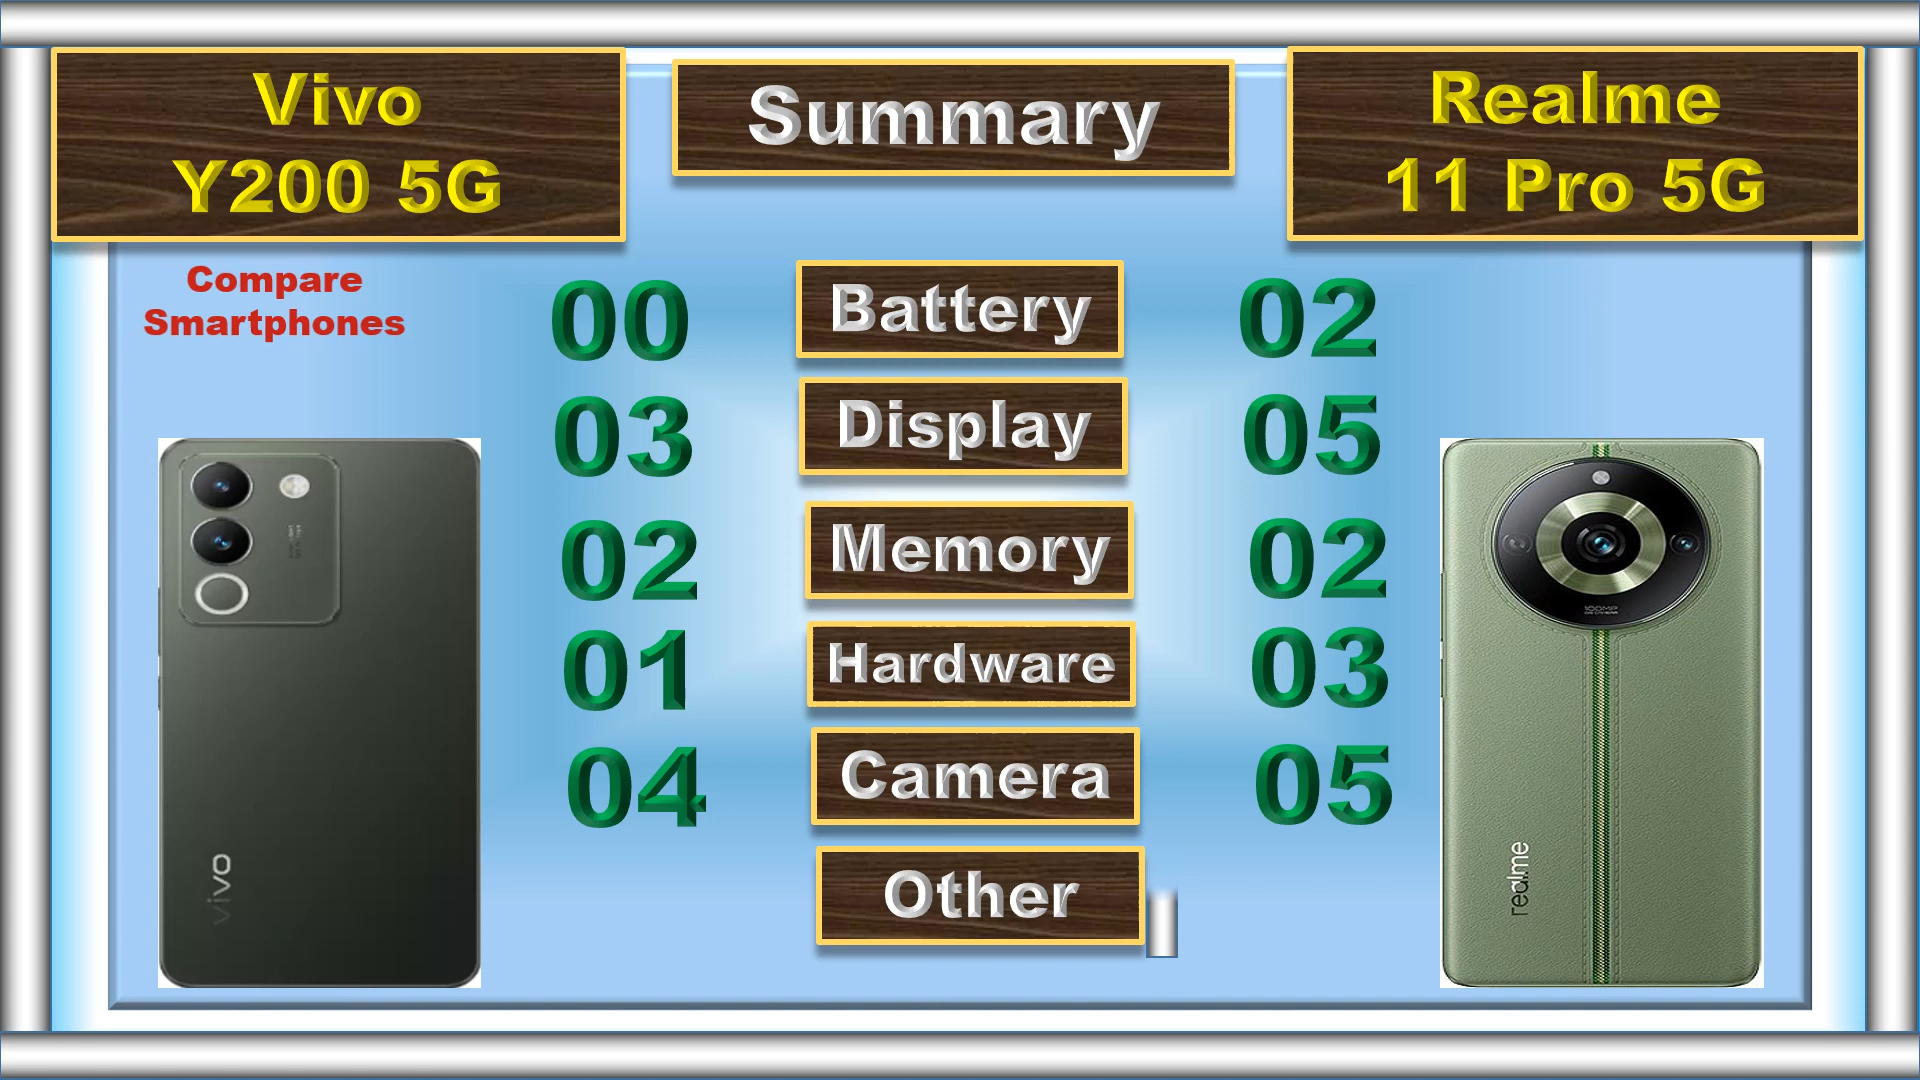 Vivo
Y200 5G
Summary
Realme
11 Pro 5G
Compare
Smartphones
00 Battery 02
03 Display 05
02 Memory 02
01 Hardware 03
04 Camera 05
Other
vivo
realme
100MP